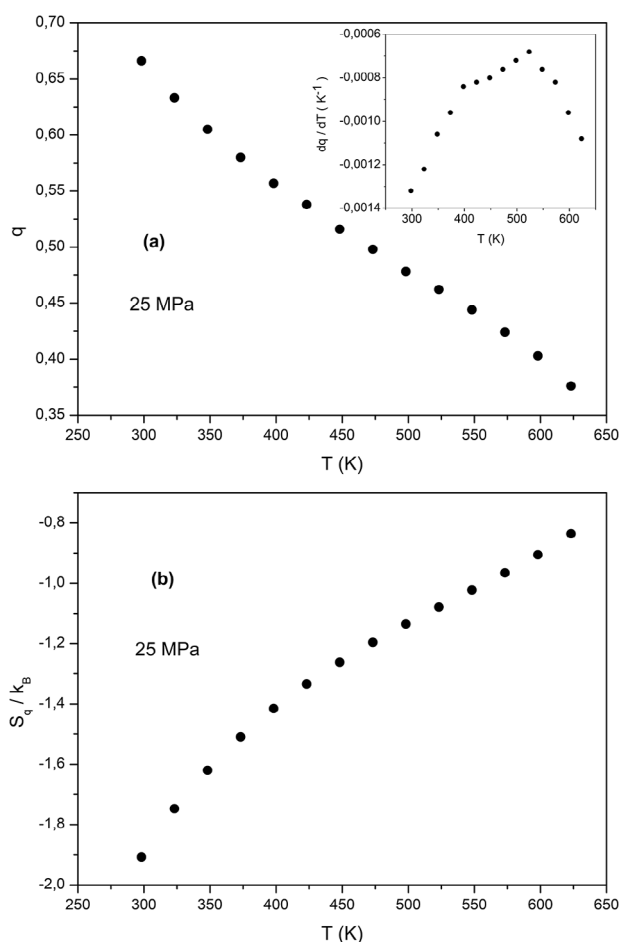 0,70
0,65
0,60
0,55
0,50
0,45
0,40
0,35
q
(a)
25 MPa
250 300 350 400 450 500 550 600 650
T (K)
-0,0006
-0,0008
-0,0010
-0,0012
-0,0014
dq / dT ( K⁻¹ )
300 400 500 600
T (K)
-0,8
-1,0
-1,2
-1,4
-1,6
-1,8
-2,0
S_q / k_B
(b)
25 MPa
250 300 350 400 450 500 550 600 650
T (K)